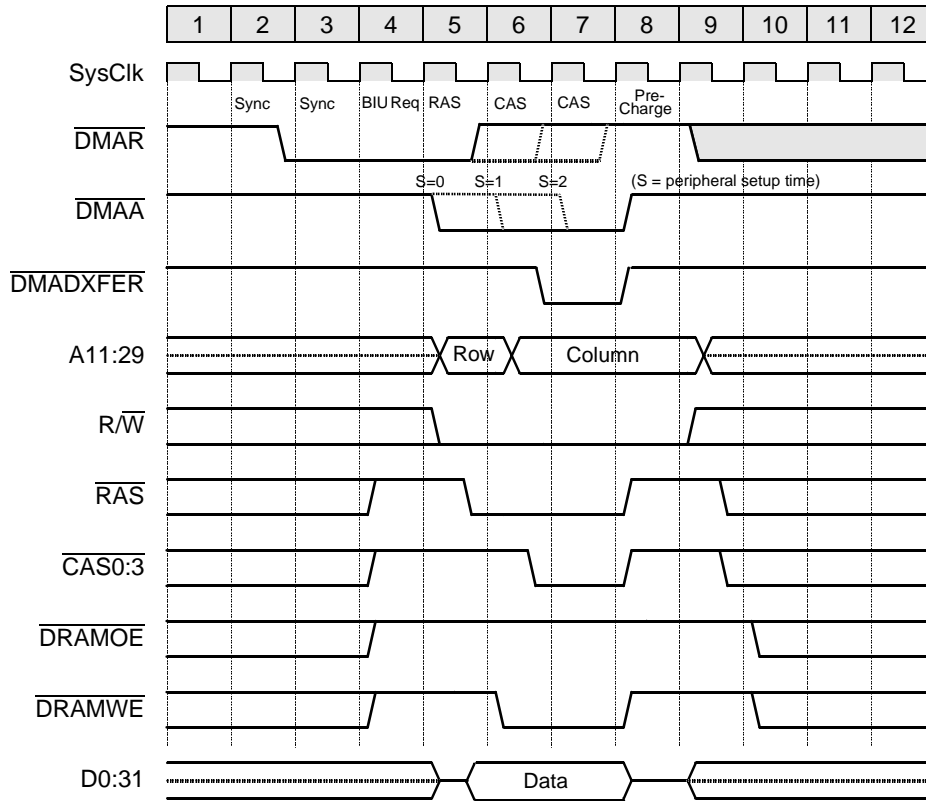 1 2 3 4 5 6 7 8 9 10 11 12
SysClk
Sync Sync BIU Req RAS CAS CAS Pre-
Charge
DMAR
S=0 S=1 S=2 (S = peripheral setup time)
DMAA
DMADXFER
A11:29 Row Column
R/W
RAS
CAS0:3
DRAMOE
DRAMWE
D0:31 Data